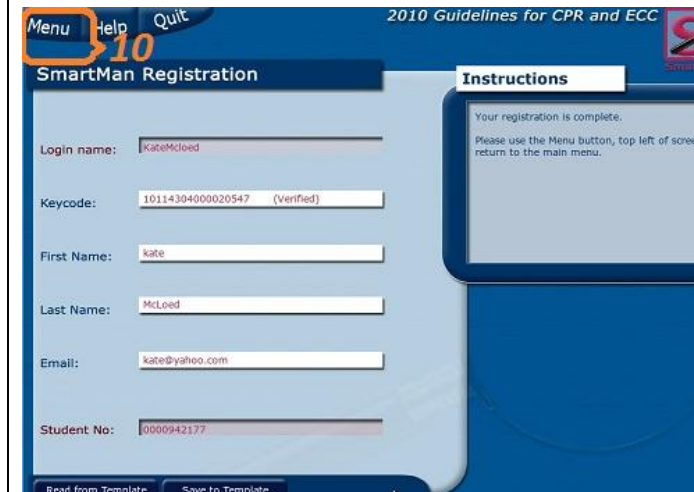 Menu Help Quit
2010 Guidelines for CPR and ECC
10
SmartMan Registration
Instructions
Your registration is complete.
Please use the Menu button, top left of
return to the main menu.
Login name: KateMcloed
Keycode: 10114304000020547 (Verified)
First Name: kate
Last Name: McLoed
Email: kate@yahoo.com
Student No: 0000942177
Read from Template Save to Template